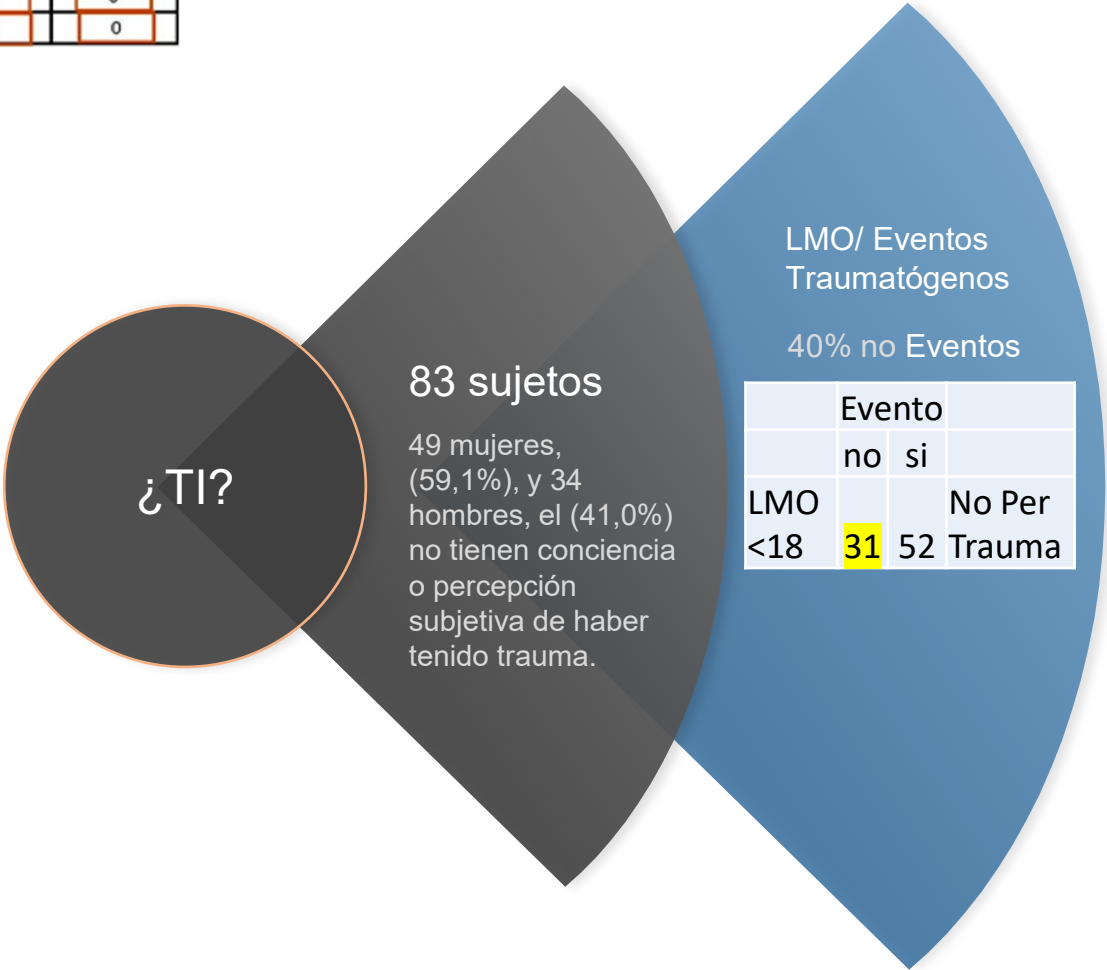 0
¿TI?
83 sujetos
49 mujeres,
(59,1%), y 34
hombres, el (41,0%)
no tienen conciencia
o percepción
subjetiva de haber
tenido trauma.
LMO/ Eventos
Traumatógenos
40% no Eventos
Evento
no si
LMO No Per
<18 31 52 Trauma